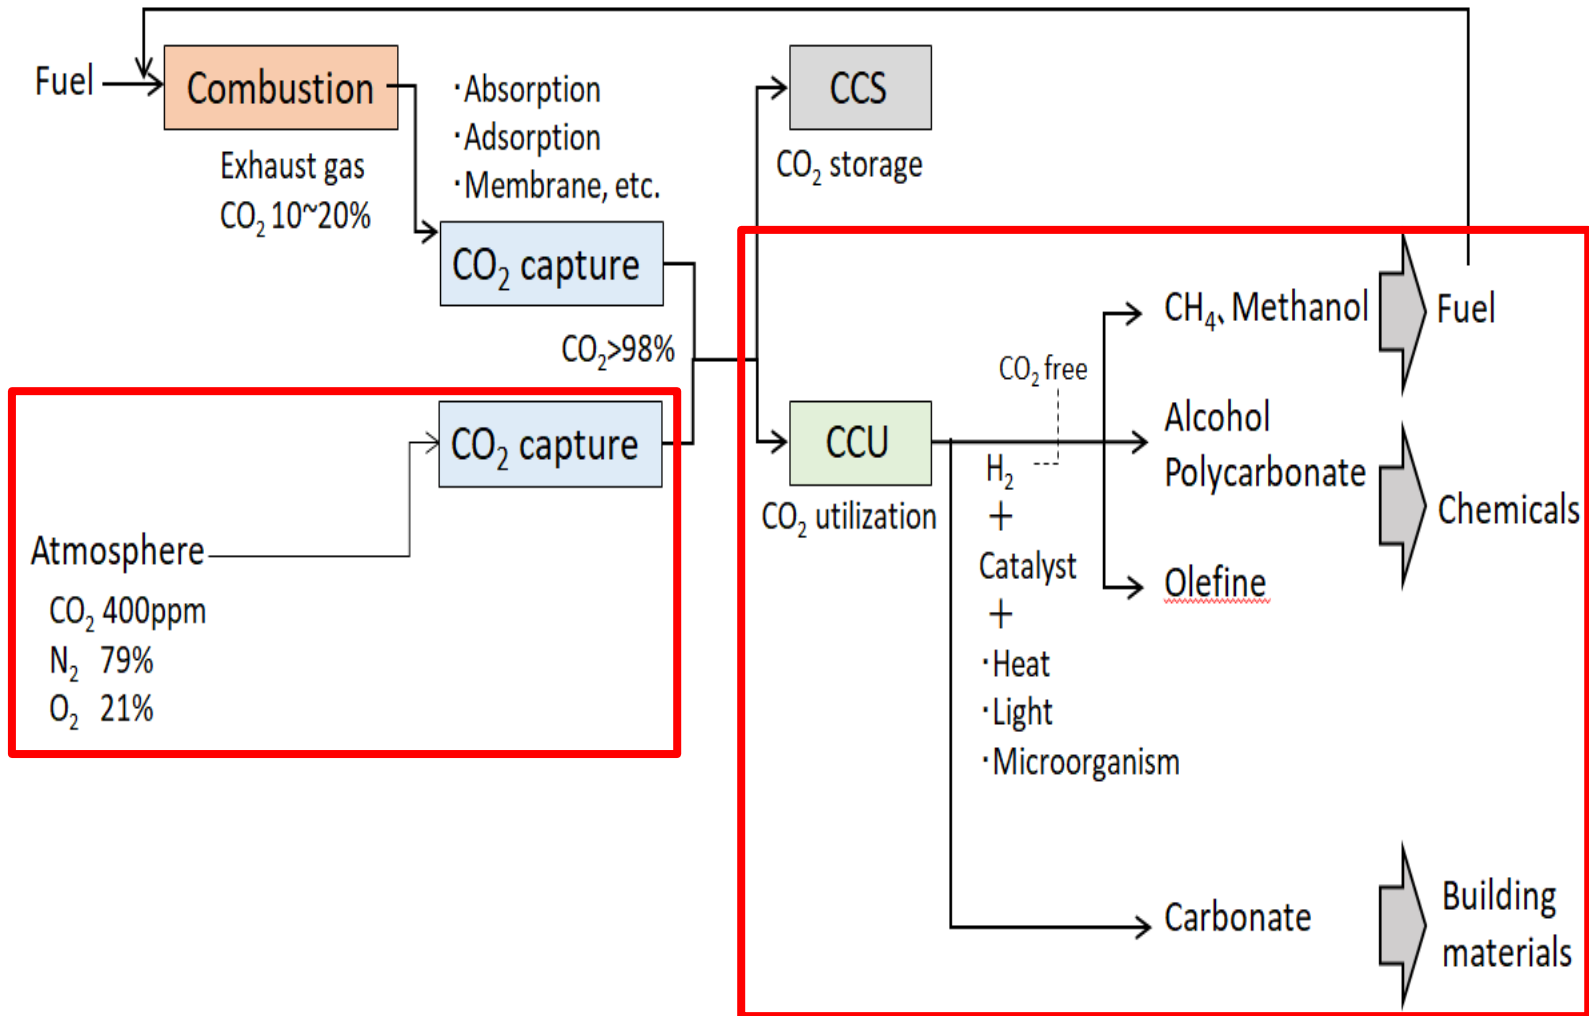 Fuel
Combustion
Exhaust gas
CO₂ 10~20%
·Absorption
·Adsorption
·Membrane, etc.
CO₂ capture
CO₂>98%
CO₂ capture
Atmosphere
CO₂ 400ppm
N₂ 79%
O₂ 21%
CCS
CO₂ storage
CCU
CO₂ utilization
CO₂ free
H₂
+
Catalyst
+
·Heat
·Light
·Microorganism
CH₄、Methanol
Fuel
Alcohol
Polycarbonate
Chemicals
Olefine
Carbonate
Building
materials